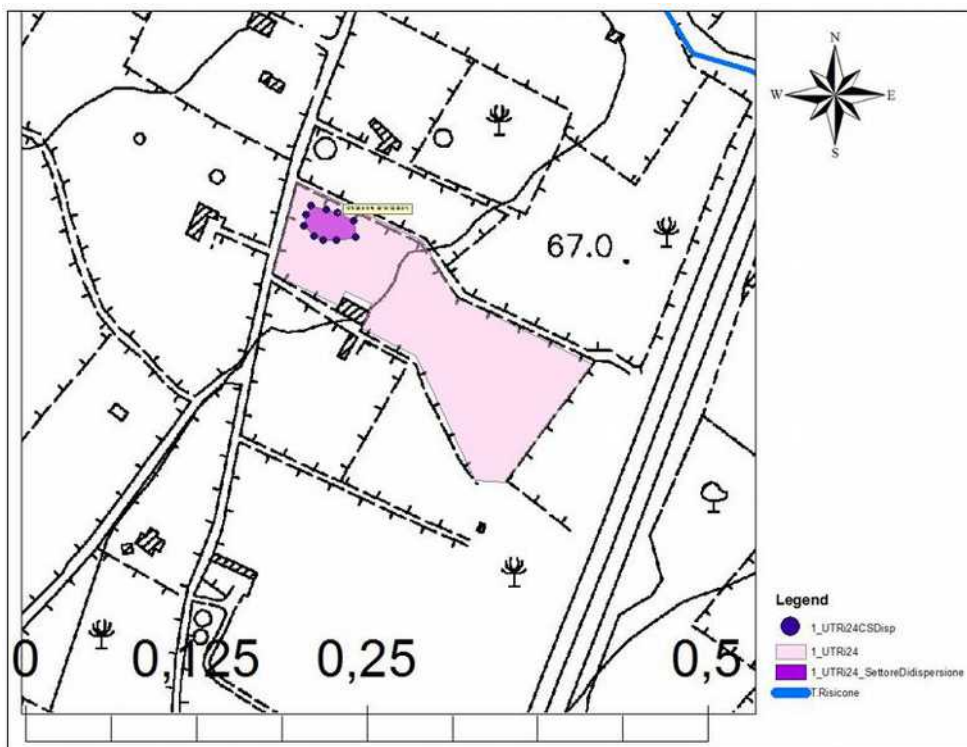 N
W E
S
67.0
Legend
1_UTRi24CSDisp
1_UTRi24
1_UTRi24_SettoreDidispersione
T.Risicone
0 0,125 0,25 0,5